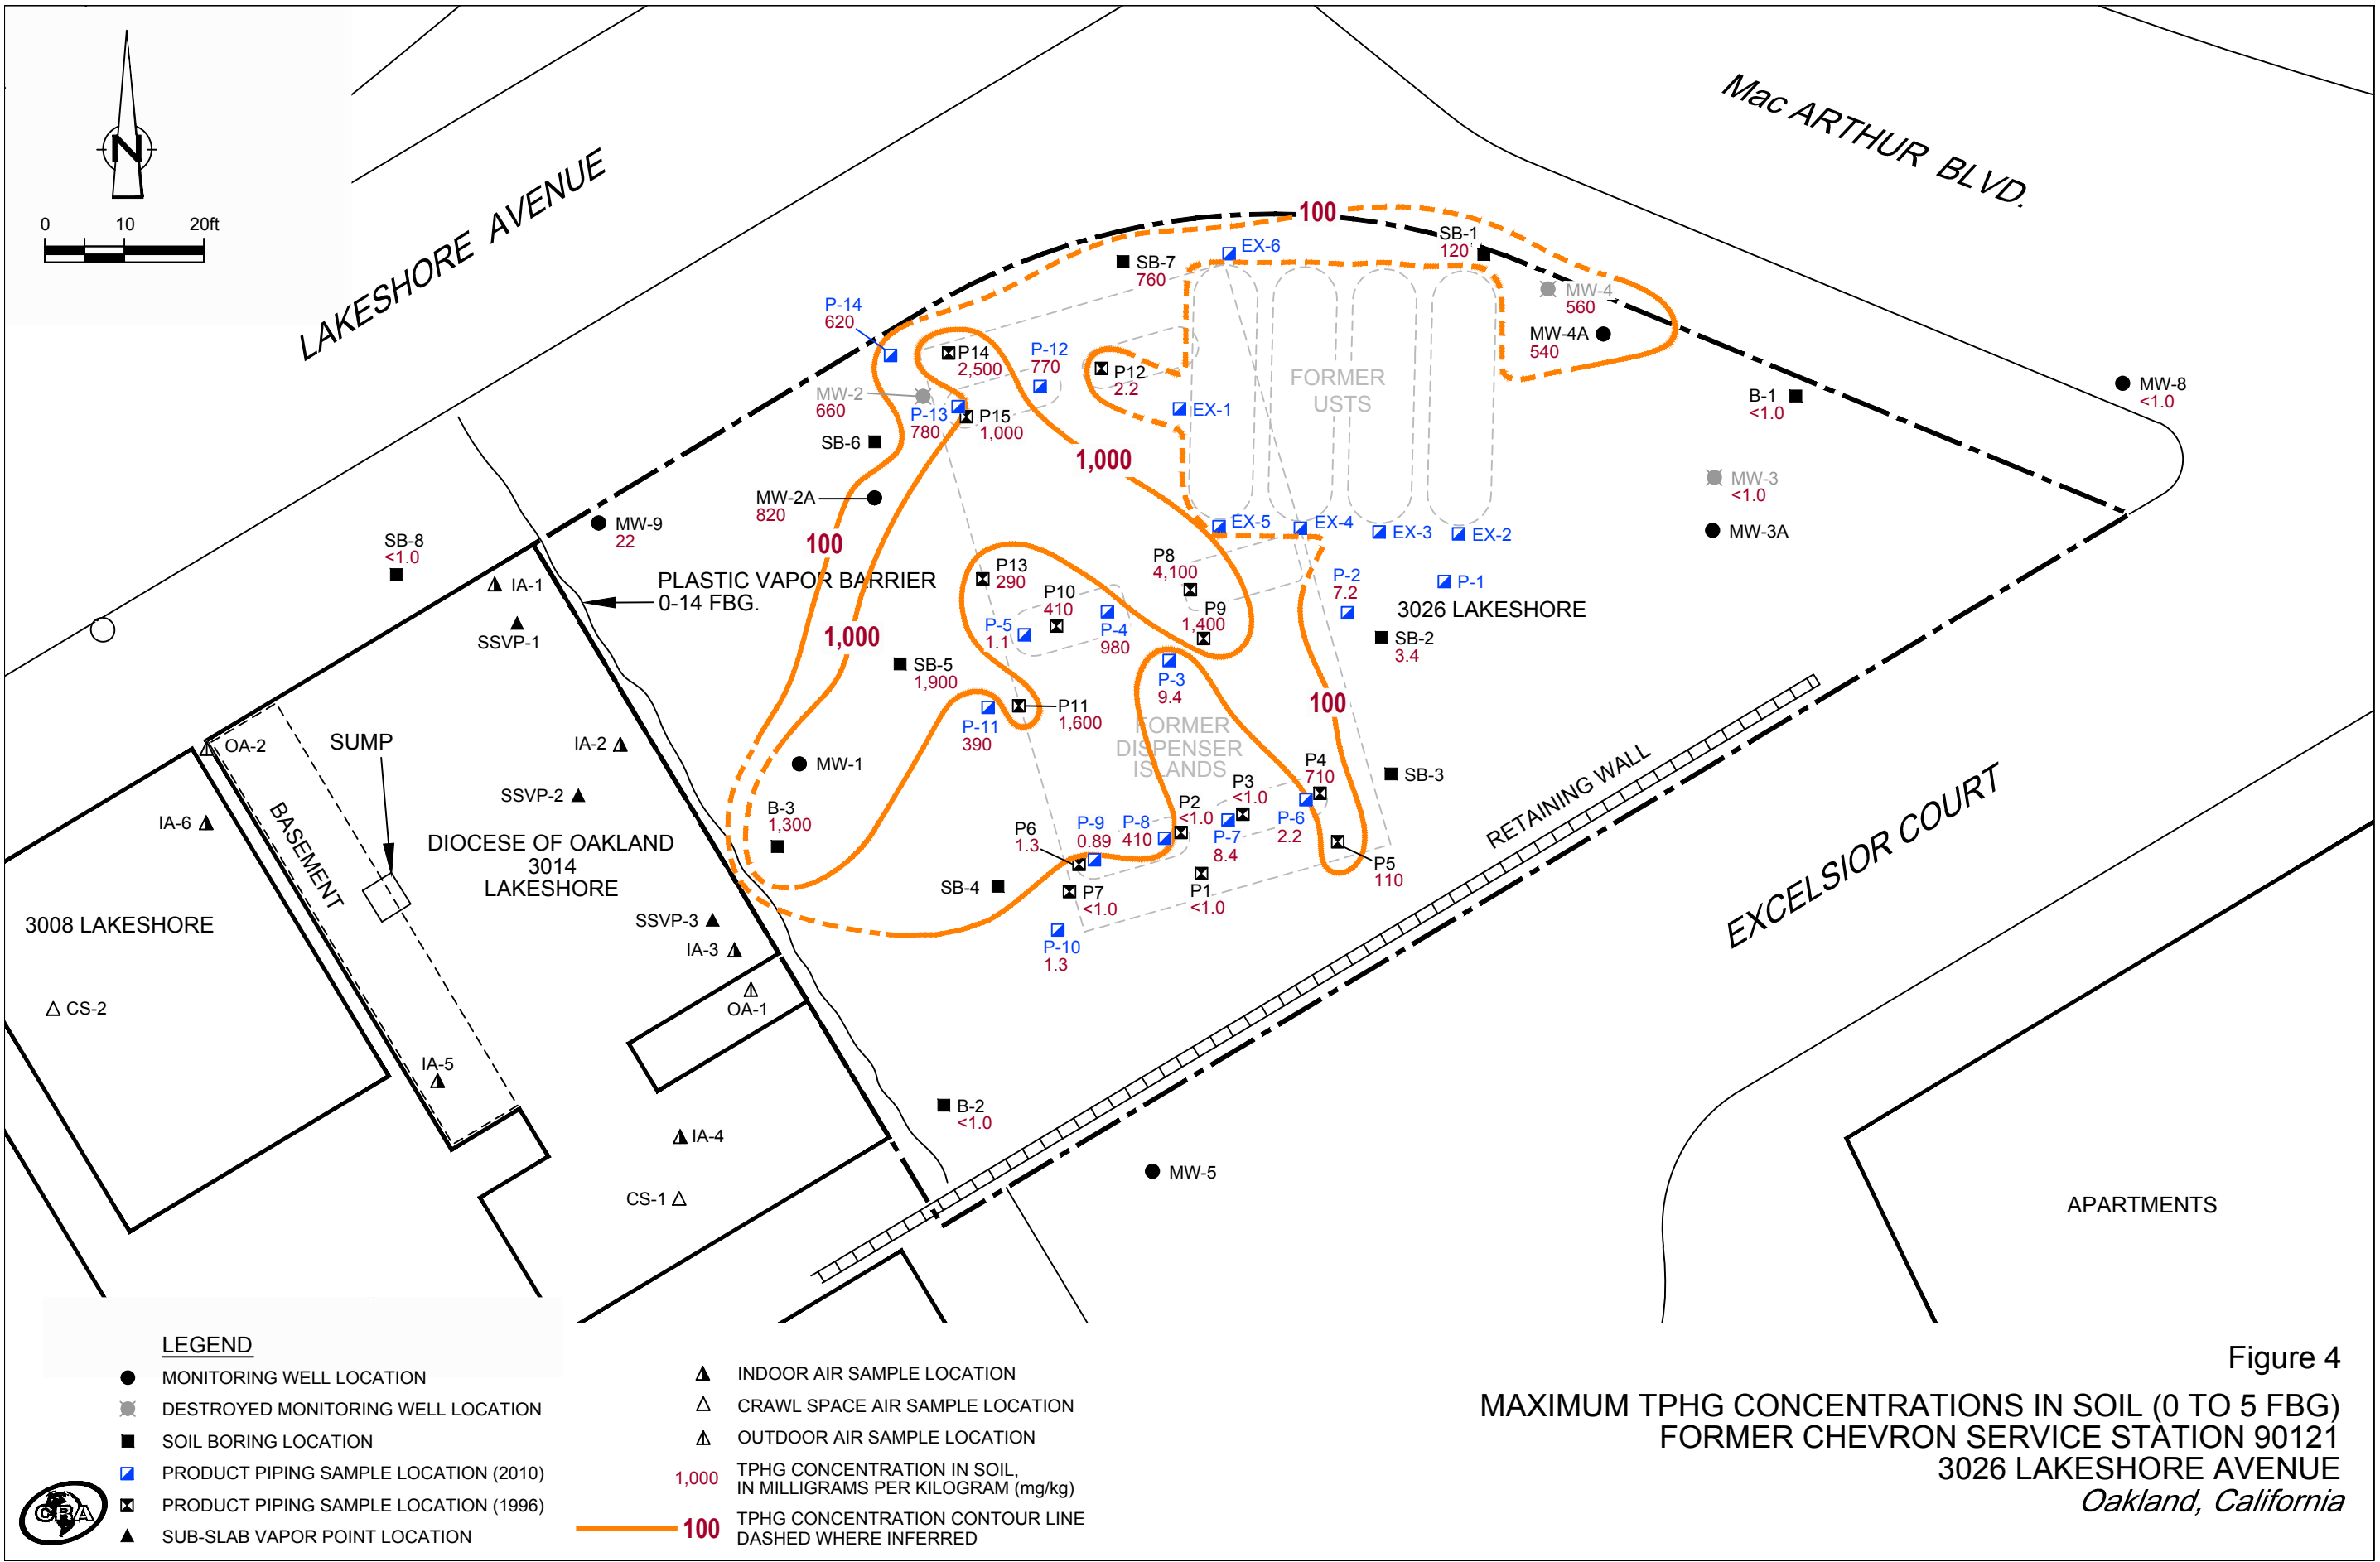 Mac ARTHUR BLVD.
LAKESHORE AVENUE
N
0 10 20ft
100
SB-1
120
EX-6
SB-7
760
MW-4
560
MW-4A
540
P-14
620
P14
2,500
P-12
770
P12
2.2
FORMER
USTS
MW-2
660
P-13
780
P15
1,000
EX-1
MW-8
<1.0
B-1
<1.0
SB-6
1,000
MW-3
<1.0
MW-2A
820
MW-9
22
EX-5
EX-4
EX-3
EX-2
MW-3A
SB-8
<1.0
100
IA-1
PLASTIC VAPOR BARRIER
0-14 FBG.
P13
290
P8
4,100
P-2
7.2
P-1
3026 LAKESHORE
P10
410
P9
1,400
SSVP-1
1,000
P-5
1.1
P-4
980
SB-2
3.4
SB-5
1,900
P-3
9.4
100
P11
1,600
P-11
390
FORMER
DISPENSER
ISLANDS
OA-2
SUMP
IA-2
MW-1
P4
710
SB-3
P3
<1.0
SSVP-2
B-3
1,300
P2
<1.0
RETAINING WALL
EXCELSIOR COURT
IA-6
BASEMENT
DIOCESE OF OAKLAND
3014
LAKESHORE
P6
1.3
P-9
0.89
P-8
410
P-7
8.4
P-6
2.2
P5
110
SB-4
P7
<1.0
P1
<1.0
3008 LAKESHORE
SSVP-3
IA-3
P-10
1.3
CS-2
OA-1
IA-5
B-2
<1.0
IA-4
MW-5
CS-1
APARTMENTS
LEGEND
MONITORING WELL LOCATION
DESTROYED MONITORING WELL LOCATION
SOIL BORING LOCATION
PRODUCT PIPING SAMPLE LOCATION (2010)
PRODUCT PIPING SAMPLE LOCATION (1996)
SUB-SLAB VAPOR POINT LOCATION
INDOOR AIR SAMPLE LOCATION
CRAWL SPACE AIR SAMPLE LOCATION
OUTDOOR AIR SAMPLE LOCATION
1,000 TPHG CONCENTRATION IN SOIL,
IN MILLIGRAMS PER KILOGRAM (mg/kg)
100 TPHG CONCENTRATION CONTOUR LINE
DASHED WHERE INFERRED
CRA
Figure 4
MAXIMUM TPHG CONCENTRATIONS IN SOIL (0 TO 5 FBG)
FORMER CHEVRON SERVICE STATION 90121
3026 LAKESHORE AVENUE
Oakland, California